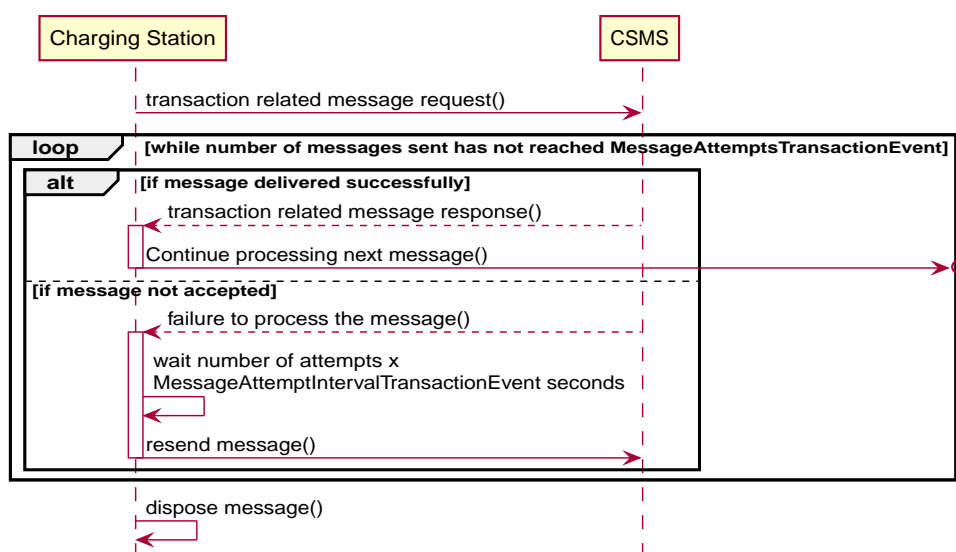 Charging Station
CSMS
transaction related message request()
loop
[while number of messages sent has not reached MessageAttemptsTransactionEvent]
alt
[if message delivered successfully]
transaction related message response()
Continue processing next message()
[if message not accepted]
failure to process the message()
wait number of attempts x
MessageAttemptIntervalTransactionEvent seconds
resend message()
dispose message()